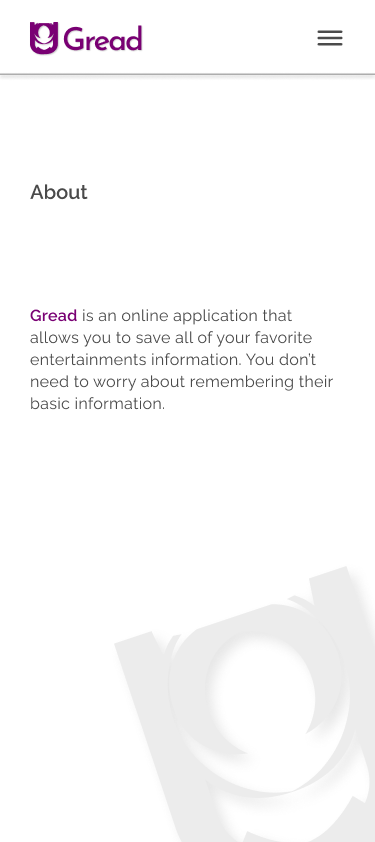 Gread
About
Gread is an online application that
allows you to save all of your favorite
entertainments information. You don’t
need to worry about remembering their
basic information.